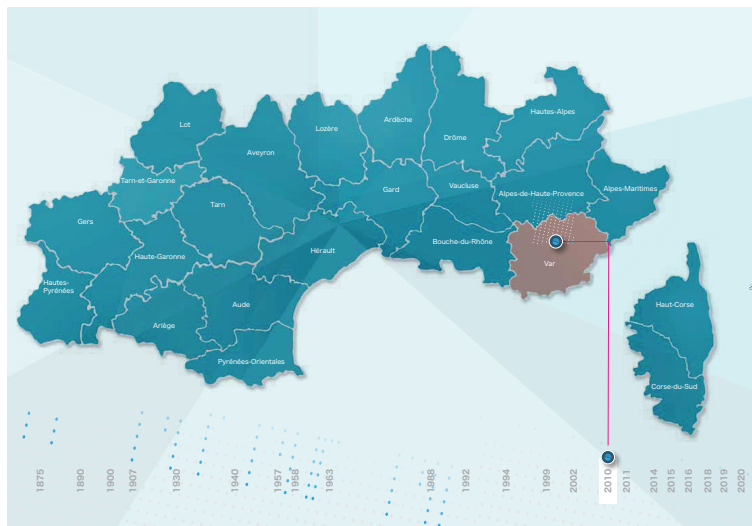 Hautes-Alpes
Ardèche
Lot
Lozère
Drôme
Aveyron
Tarn-et-Garonne
Gard
Vaucluse
Alpes-de-Haute-Provence
Alpes-Maritimes
Tarn
Gers
Bouche-du-Rhône
Hérault
Haute-Garonne
Var
Hautes-
Pyrénées
Aude
Haut-Corse
Ariège
Pyrénées-Orientales
Corse-du-Sud
1875
1890
1900
1907
1930
1940
1957
1958
1963
1988
1992
1994
1999
2002
2010
2011
2014
2015
2016
2018
2019
2020